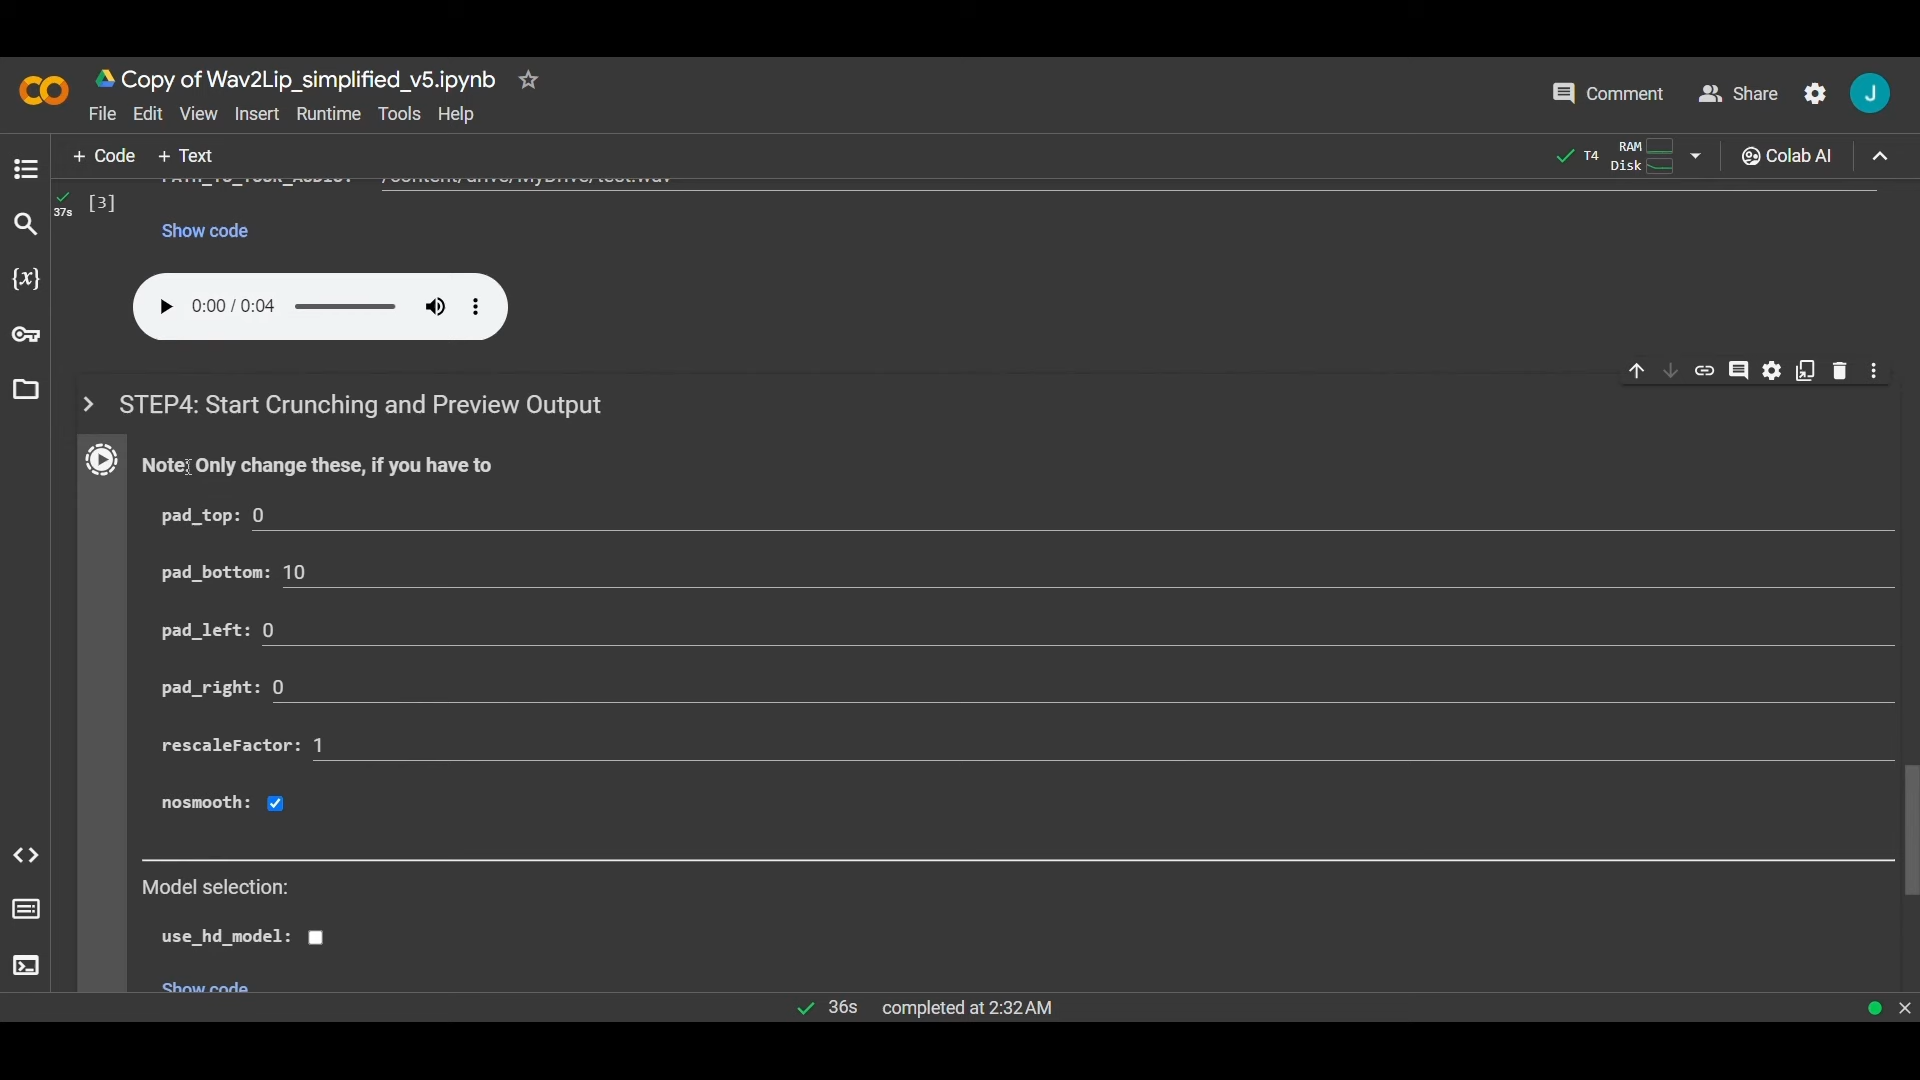 Copy of Wav2Lip_simplified_v5.ipynb
Comment
Share
J
File Edit View Insert Runtime Tools Help
+ Code + Text
T4
RAM
Disk
Colab AI
37s
[3]
Show code
0:00 / 0:04
STEP4: Start Crunching and Preview Output
Note: Only change these, if you have to
pad_top: 0
pad_bottom: 10
pad_left: 0
pad_right: 0
rescaleFactor: 1
nosmooth:
Model selection:
use_hd_model:
Show code
36s completed at 2:32 AM